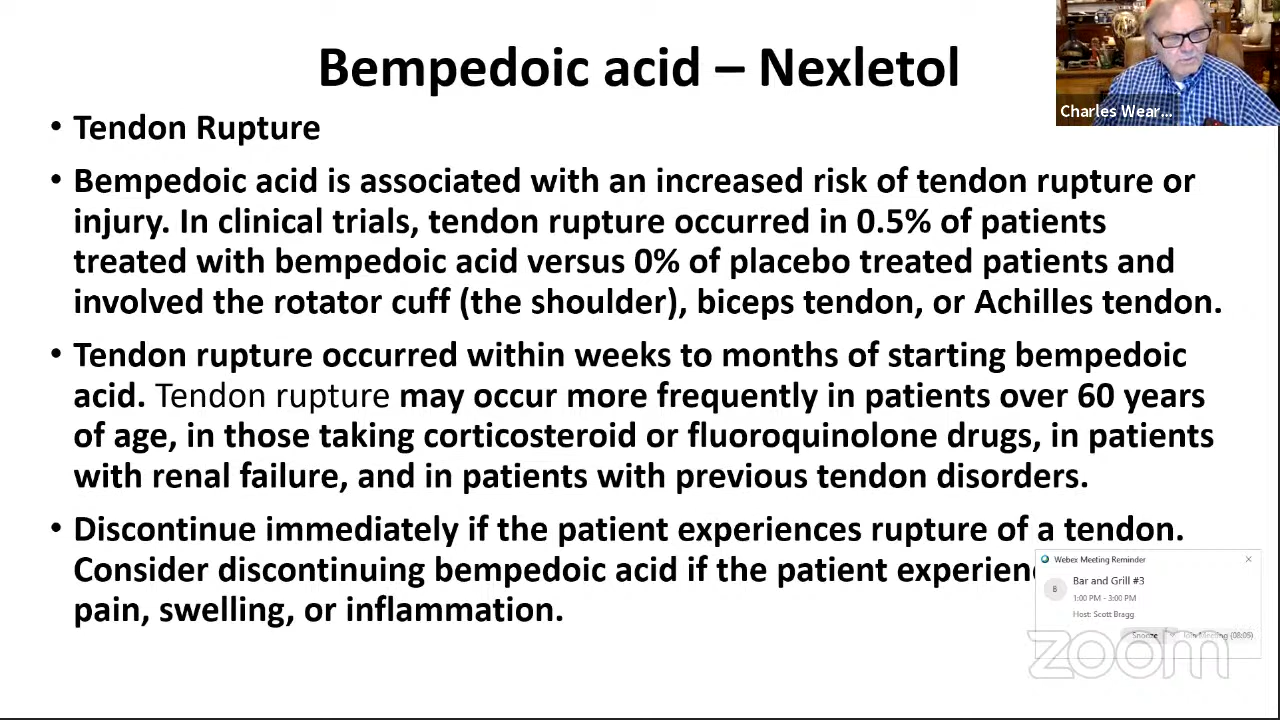 Bempedoic acid – Nexletol
Charles Wear...
• Tendon Rupture
• Bempedoic acid is associated with an increased risk of tendon rupture or
injury. In clinical trials, tendon rupture occurred in 0.5% of patients
treated with bempedoic acid versus 0% of placebo treated patients and
involved the rotator cuff (the shoulder), biceps tendon, or Achilles tendon.
• Tendon rupture occurred within weeks to months of starting bempedoic
acid. Tendon rupture may occur more frequently in patients over 60 years
of age, in those taking corticosteroid or fluoroquinolone drugs, in patients
with renal failure, and in patients with previous tendon disorders.
• Discontinue immediately if the patient experiences rupture of a tendon.
Consider discontinuing bempedoic acid if the patient
pain, swelling, or inflammation.
Webex Meeting Reminder
B
Bar and Grill #3
1:00 PM - 3:00 PM
Host: Scott Bragg
Snooze
Join Meeting (08:05)
zoom